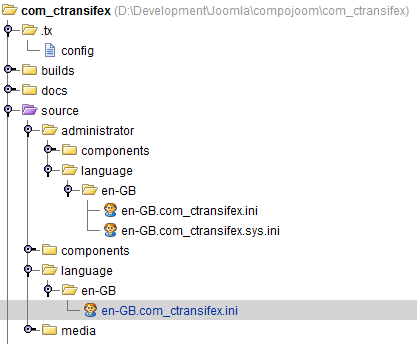 com_ctransifex (D:\Development\Joomla\compojoom\com_ctransifex)
.tx
config
builds
docs
source
administrator
components
language
en-GB
en-GB.com_ctransifex.ini
en-GB.com_ctransifex.sys.ini
components
language
en-GB
en-GB.com_ctransifex.ini
media